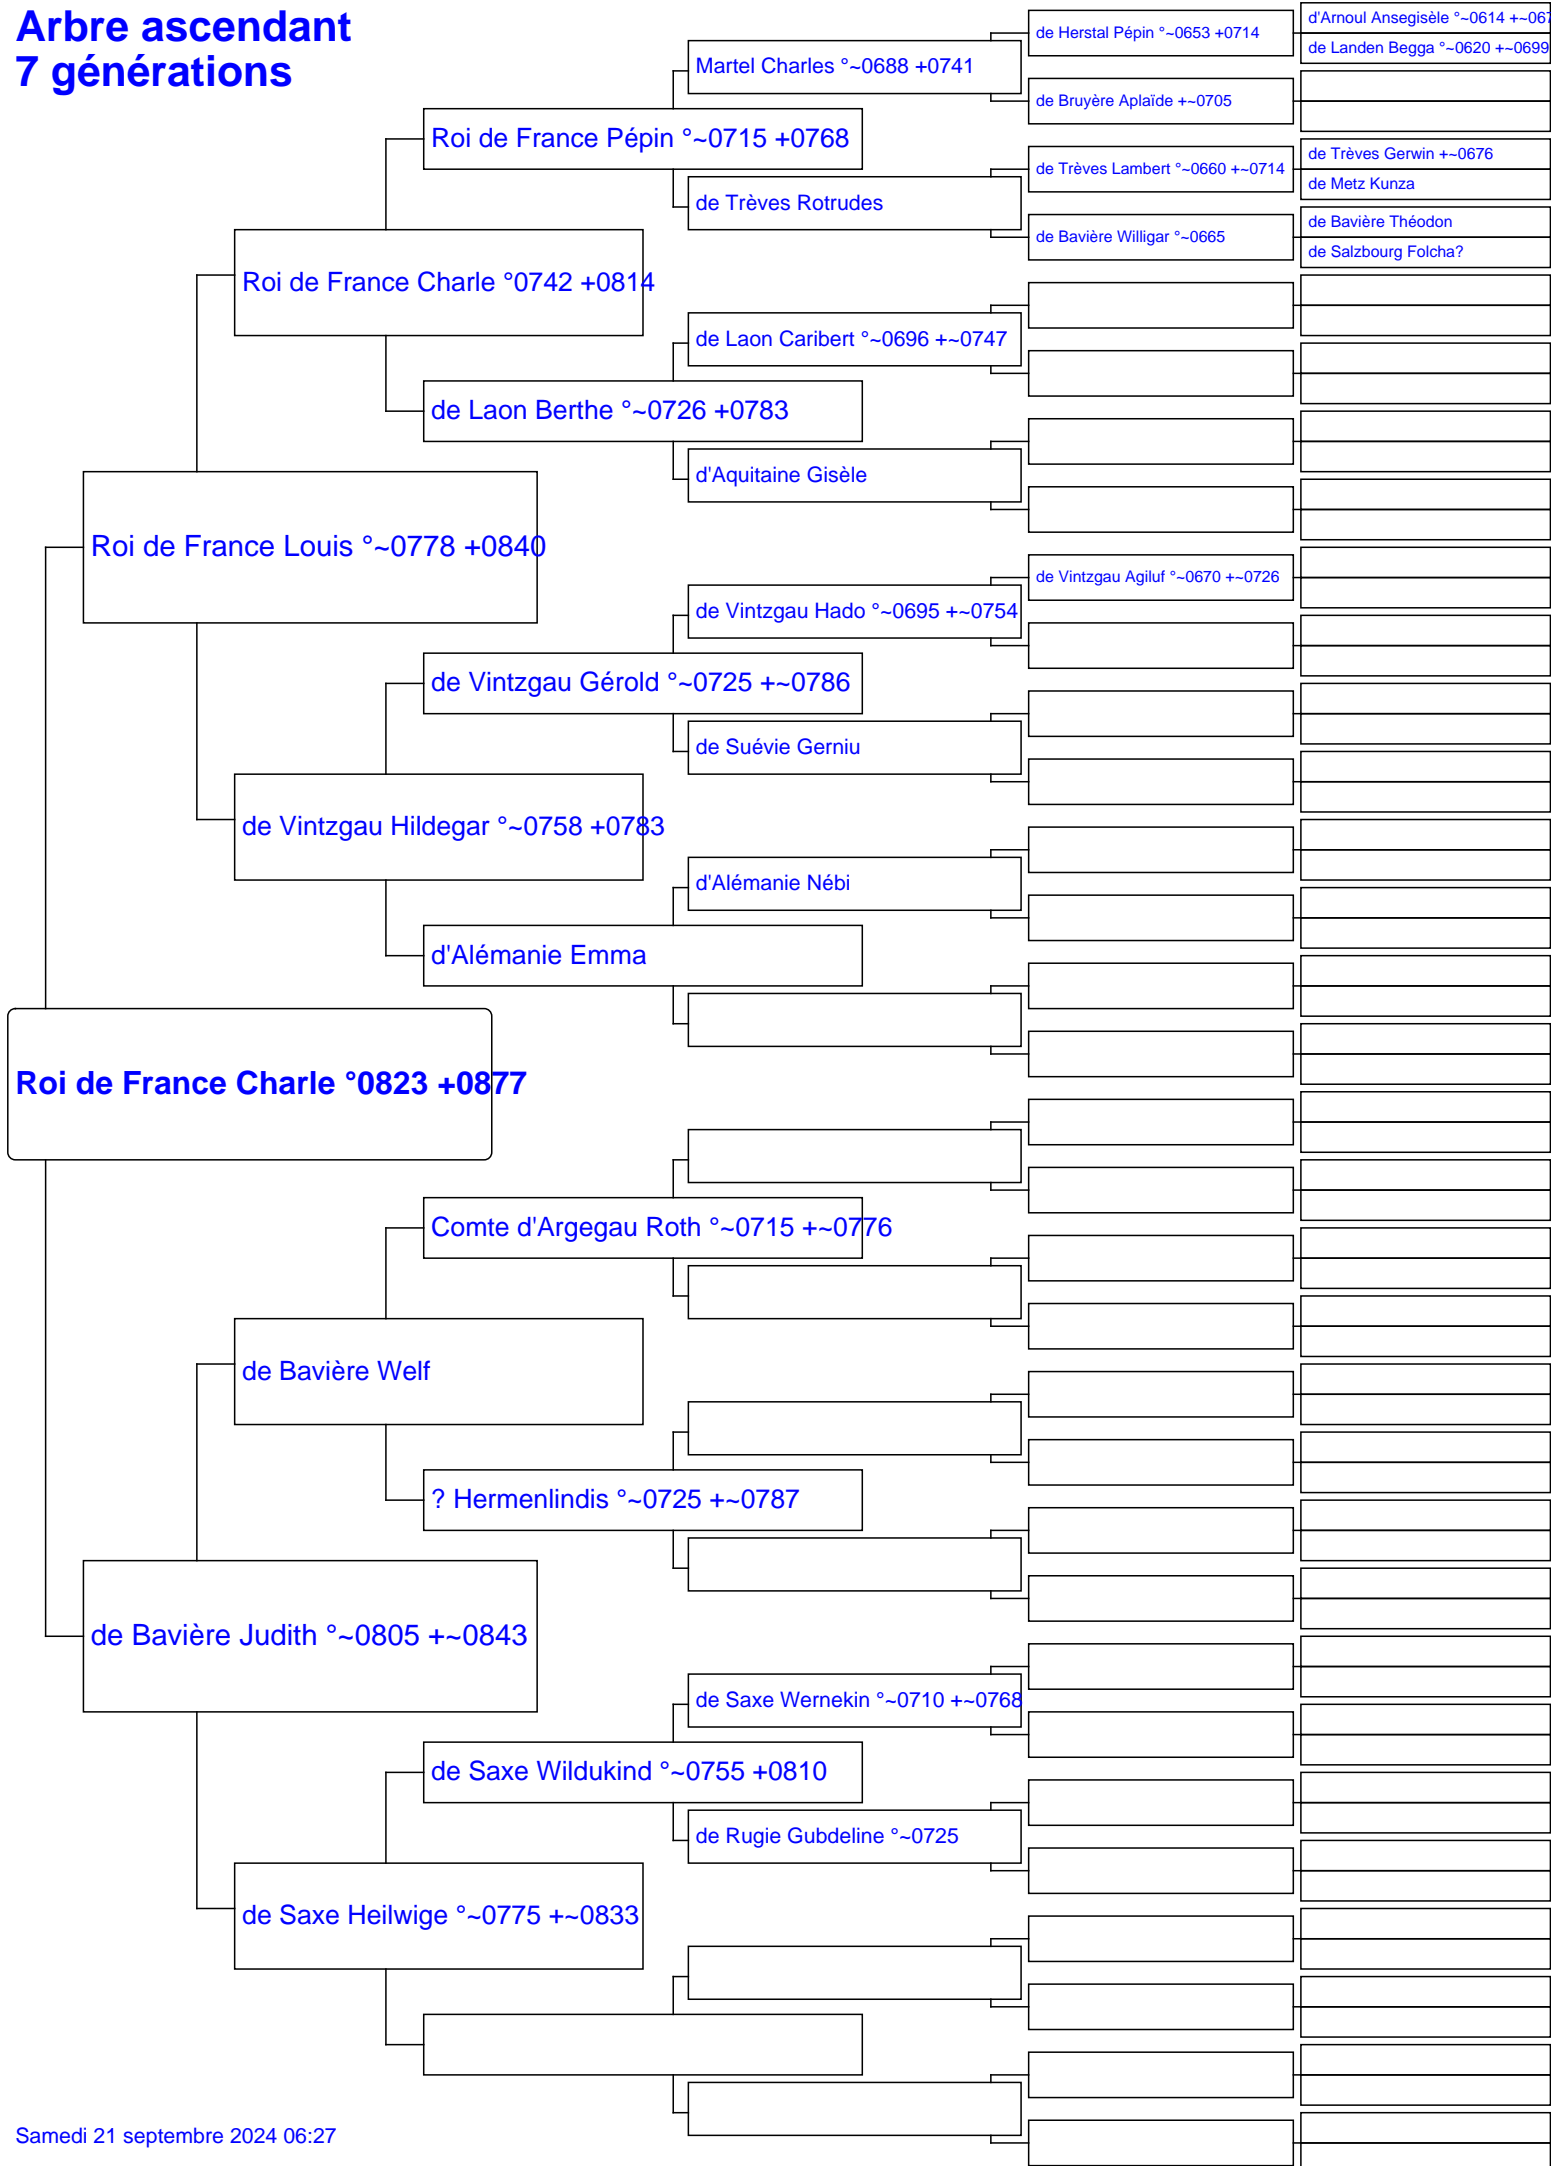 Arbre ascendant
7 générations
d'Arnoul Ansegisèle °~0614 +~067
de Herstal Pépin °~0653 +0714
de Landen Begga °~0620 +~0699
Martel Charles °~0688 +0741
de Bruyère Aplaïde +~0705
Roi de France Pépin °~0715 +0768
de Trèves Gerwin +~0676
de Trèves Lambert °~0660 +~0714
de Metz Kunza
de Trèves Rotrudes
de Bavière Théodon
de Bavière Willigar °~0665
de Salzbourg Folcha?
Roi de France Charle °0742 +0814
de Laon Caribert °~0696 +~0747
de Laon Berthe °~0726 +0783
d'Aquitaine Gisèle
Roi de France Louis °~0778 +0840
de Vintzgau Agiluf °~0670 +~0726
de Vintzgau Hado °~0695 +~0754
de Vintzgau Gérold °~0725 +~0786
de Suévie Gerniu
de Vintzgau Hildegar °~0758 +0783
d'Alémanie Nébi
d'Alémanie Emma
Roi de France Charle °0823 +0877
Comte d'Argegau Roth °~0715 +~0776
de Bavière Welf
? Hermenlindis °~0725 +~0787
de Bavière Judith °~0805 +~0843
de Saxe Wernekin °~0710 +~0768
de Saxe Wildukind °~0755 +0810
de Rugie Gubdeline °~0725
de Saxe Heilwige °~0775 +~0833
Samedi 21 septembre 2024 06:27